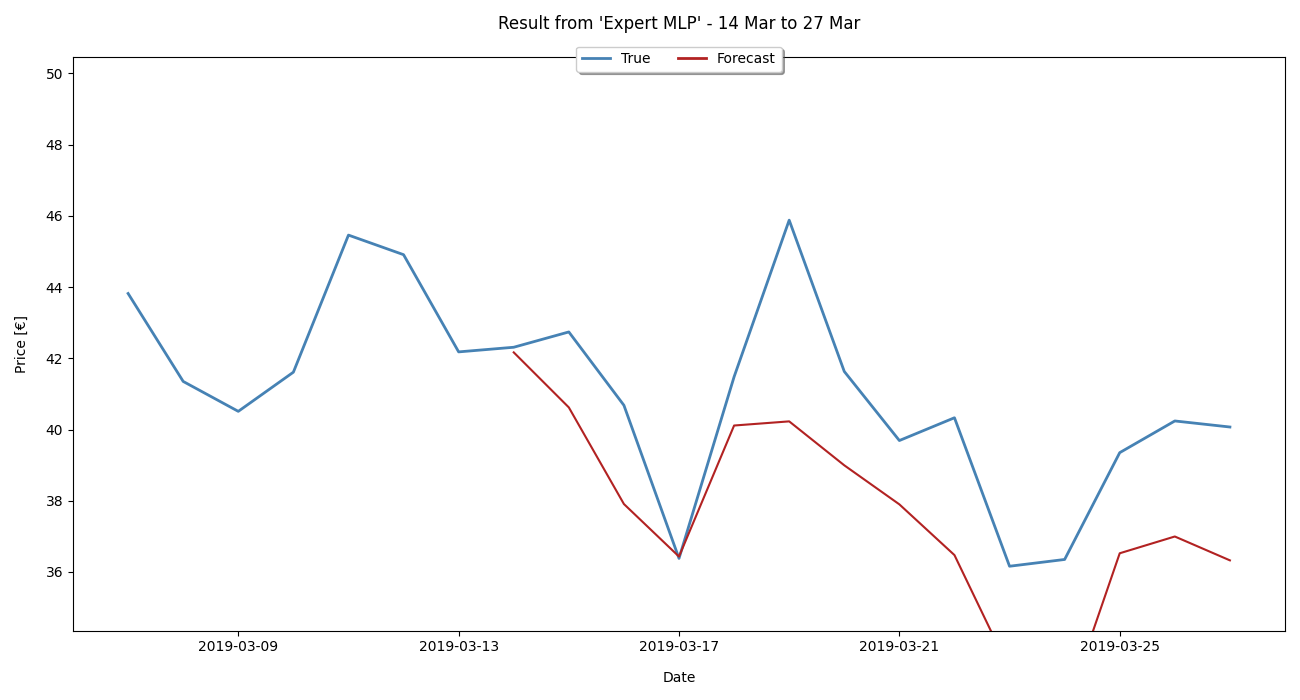 Result from 'Expert MLP' - 14 Mar to 27 Mar
True Forecast
50
48
46
44
42
40
38
36
Price [€]
2019-03-09 2019-03-13 2019-03-17 2019-03-21 2019-03-25
Date